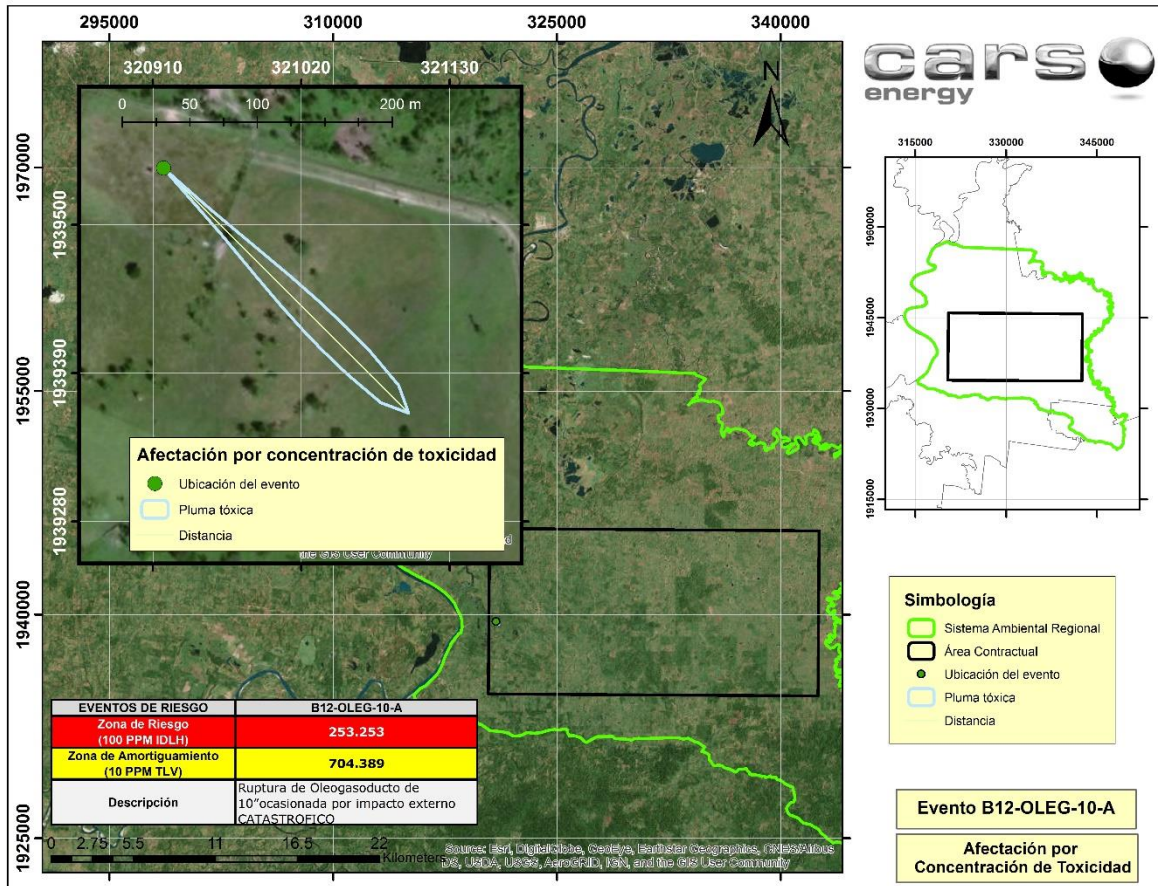 295000 310000 325000 340000
320910 321020 321130
0 50 100 200 m
N
cars
energy
1970000
1955000
1940000
1925000
1939500
1939390
1939280
315000 330000 345000
1960000
1945000
1930000
1915000
Afectación por concentración de toxicidad
Ubicación del evento
Pluma tóxica
Distancia
the GIS User Community
Simbología
Sistema Ambiental Regional
Área Contractual
Ubicación del evento
Pluma tóxica
Distancia
EVENTOS DE RIESGO B12-OLEG-10-A
Zona de Riesgo
(100 PPM IDLH)
253.253
Zona de Amortiguamiento
(10 PPM TLV)
704.389
Descripción
Ruptura de Oleogasoducto de
10"ocasionada por impacto externo
CATASTROFICO
0 2.75 5.5 11 16.5 22
Kilometers
Source: Esri, DigitalGlobe, GeoEye, Earthstar Geographics, CNES/Airbus
DS, USDA, USGS, AeroGRID, IGN, and the GIS User Community
Evento B12-OLEG-10-A
Afectación por
Concentración de Toxicidad